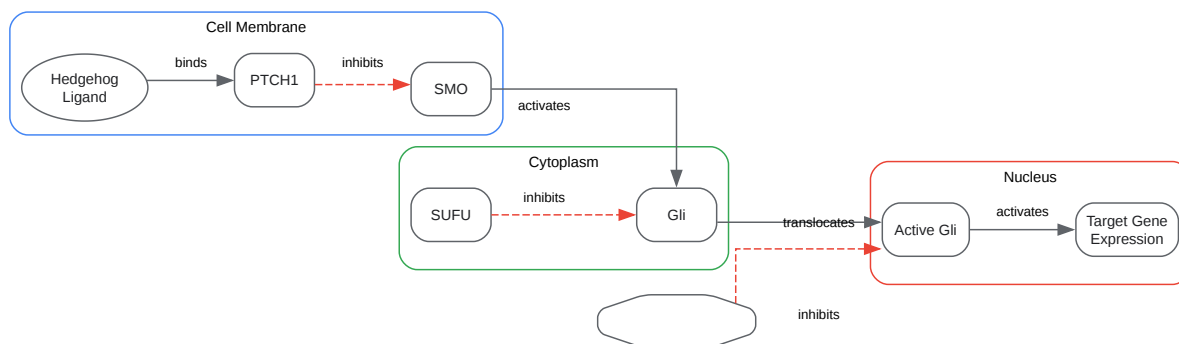 Cell Membrane
Hedgehog
Ligand
binds
PTCH1
inhibits
SMO
activates
Cytoplasm
SUFU
inhibits
Gli
translocates
Nucleus
Active Gli
activates
Target Gene
Expression
inhibits